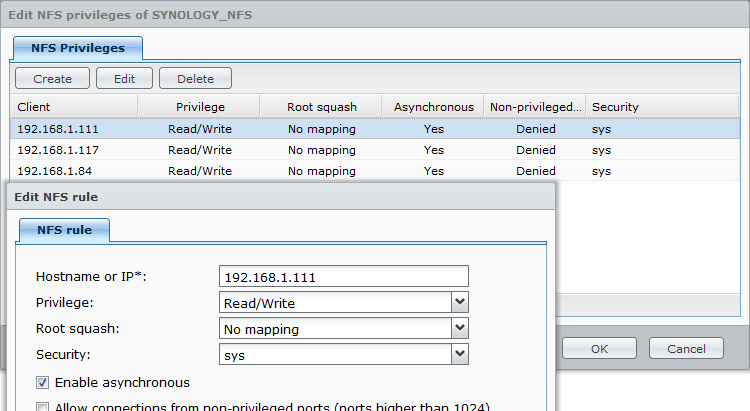 Edit NFS privileges of SYNOLOGY_NFS
NFS Privileges
Create Edit Delete
Client Privilege Root squash Asynchronous Non-privileged... Security
192.168.1.111 Read/Write No mapping Yes Denied sys
192.168.1.117 Read/Write No mapping Yes Denied sys
192.168.1.84 Read/Write No mapping Yes Denied sys
Edit NFS rule
NFS rule
Hostname or IP*: 192.168.1.111
Privilege: Read/Write
Root squash: No mapping
Security: sys
OK Cancel
Enable asynchronous
Allow connections from non-privileged ports (ports higher than 1024)